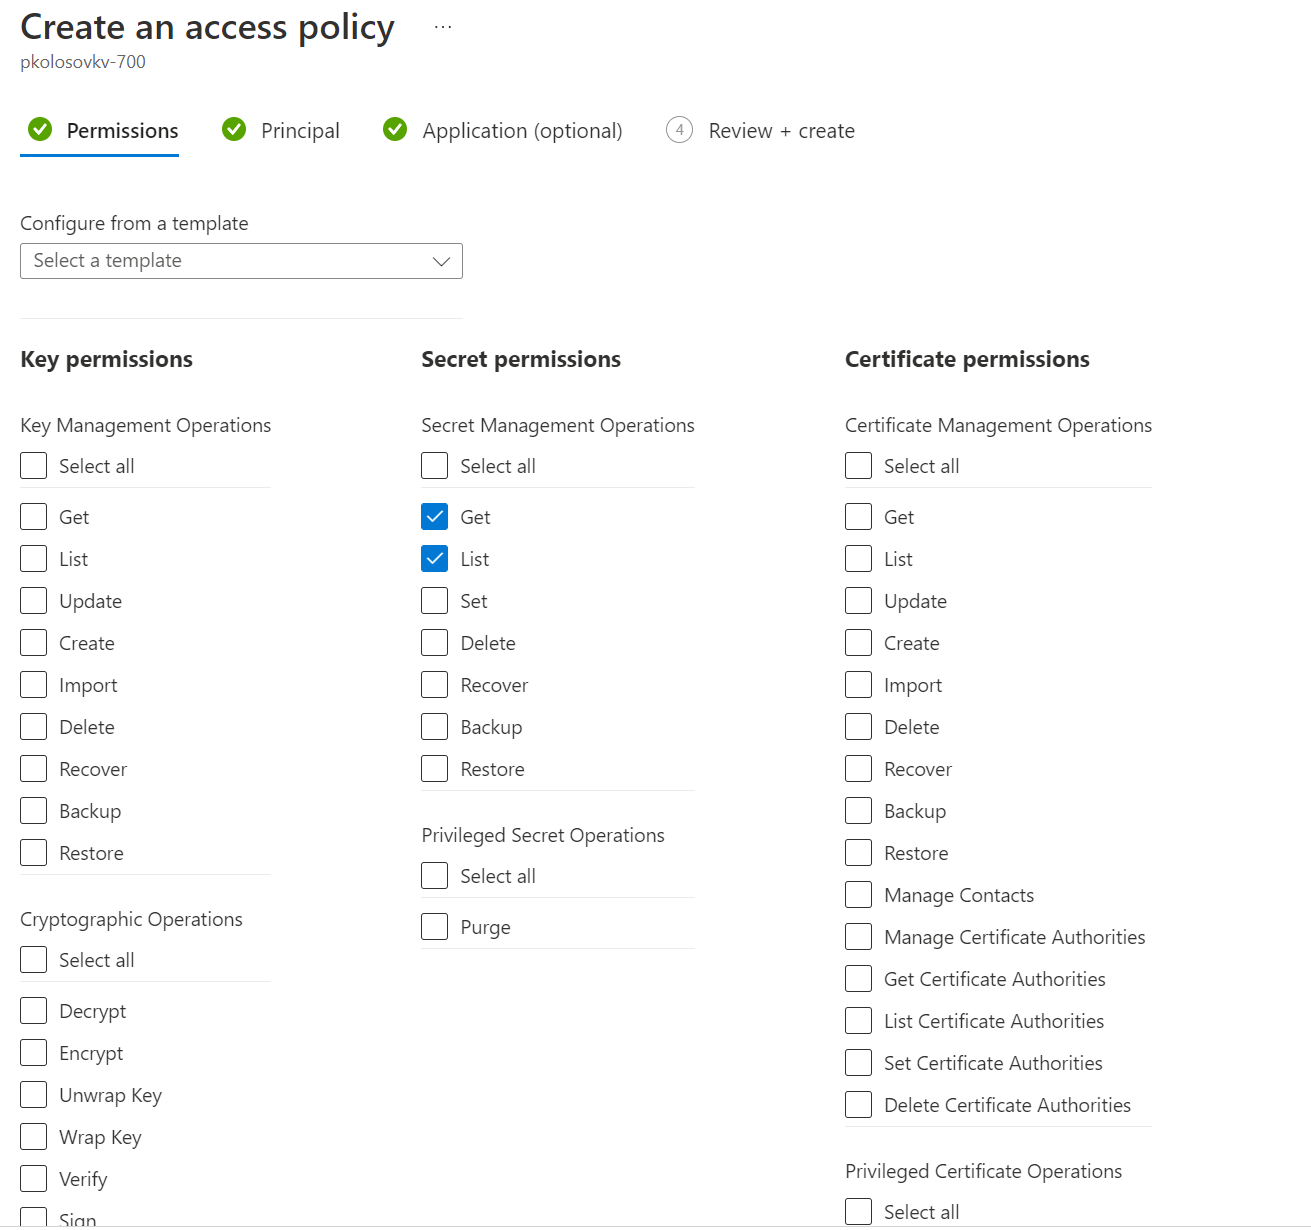 Create an access policy ...
pkolosovkv-700
Permissions
Principal
Application (optional)
4 Review + create
Configure from a template
Select a template
Key permissions
Key Management Operations
Select all
Get
List
Update
Create
Import
Delete
Recover
Backup
Restore
Cryptographic Operations
Select all
Decrypt
Encrypt
Unwrap Key
Wrap Key
Verify
Sign
Secret permissions
Secret Management Operations
Select all
Get
List
Set
Delete
Recover
Backup
Restore
Privileged Secret Operations
Select all
Purge
Certificate permissions
Certificate Management Operations
Select all
Get
List
Update
Create
Import
Delete
Recover
Backup
Restore
Manage Contacts
Manage Certificate Authorities
Get Certificate Authorities
List Certificate Authorities
Set Certificate Authorities
Delete Certificate Authorities
Privileged Certificate Operations
Select all